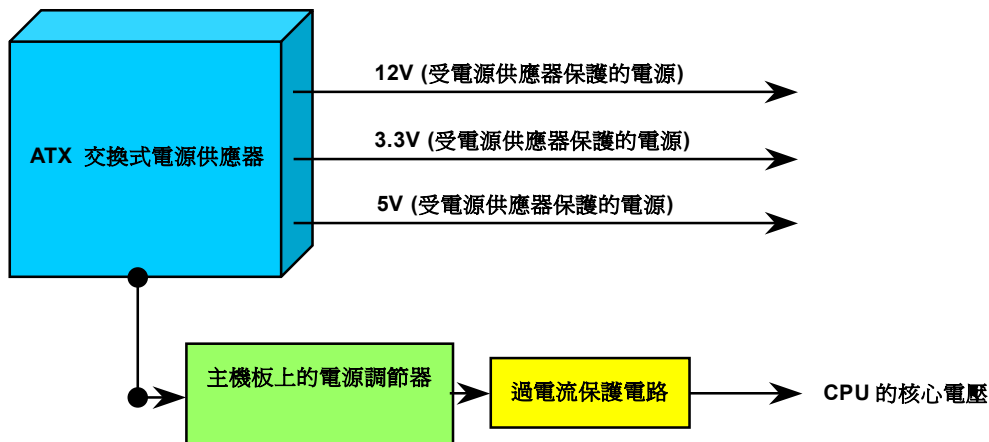 12V (受電源供應器保護的電源)
ATX 交換式電源供應器
3.3V (受電源供應器保護的電源)
5V (受電源供應器保護的電源)
主機板上的電源調節器
過電流保護電路
CPU 的核心電壓